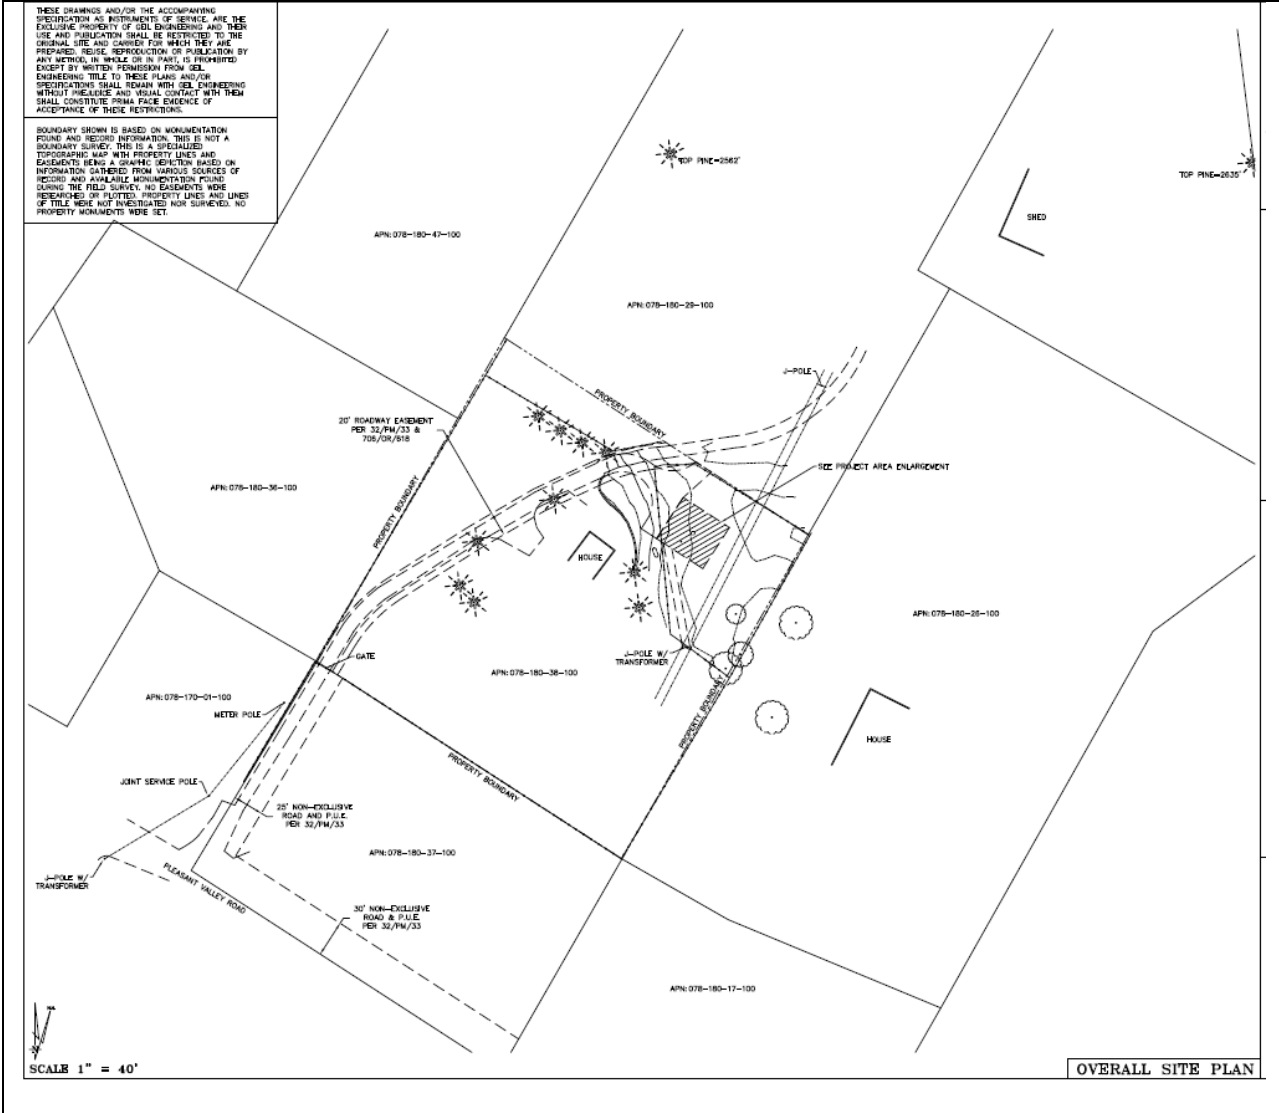 THESE DRAWINGS AND/OR THE ACCOMPANYING
SPECIFICATION AS INSTRUMENTS OF SERVICE, ARE THE
EXCLUSIVE PROPERTY OF GEIL ENGINEERING AND THEIR
USE AND PUBLICATION SHALL BE RESTRICTED TO THE
ORIGINAL SITE AND CARRIER FOR WHICH THEY ARE
PREPARED. REUSE, REPRODUCTION OR PUBLICATION BY
ANY METHOD, IN WHOLE OR IN PART, IS PROHIBITED
EXCEPT BY WRITTEN PERMISSION FROM GEIL
ENGINEERING TITLE TO THESE PLANS AND/OR
SPECIFICATIONS SHALL REMAIN WITH GEIL ENGINEERING
WITHOUT PREJUDICE AND VISUAL CONTACT WITH THEM
SHALL CONSTITUTE PRIMA FACIE EVIDENCE OF
ACCEPTANCE OF THESE RESTRICTIONS.
BOUNDARY SHOWN IS BASED ON MONUMENTATION
FOUND AND RECORD INFORMATION. THIS IS NOT A
BOUNDARY SURVEY. THIS IS A SPECIALIZED
TOPOGRAPHIC MAP WITH PROPERTY LINES AND
EASEMENTS BEING A GRAPHIC DEPICTION BASED ON
INFORMATION GATHERED FROM VARIOUS SOURCES OF
RECORD AND AVAILABLE MONUMENTATION FOUND
DURING THE FIELD SURVEY. NO EASEMENTS WERE
RESEARCHED OR PLOTTED. PROPERTY LINES AND LINES
OF TITLE WERE NOT INVESTIGATED NOR SURVEYED. NO
PROPERTY MONUMENTS WERE SET.
TOP PINE=2582'
TOP PINE=2635'
SHED
APN: 078-180-47-100
APN: 078-180-29-100
J-POLE
PROPERTY BOUNDARY
20' ROADWAY EASEMENT
PER 32/PM/33 &
706/OR/618
SEE PROJECT AREA ENLARGEMENT
APN: 078-180-36-100
PROPERTY BOUNDARY
HOUSE
APN: 078-180-26-100
GATE
J-POLE W/
TRANSFORMER
APN: 078-180-38-100
APN: 078-170-01-100
METER POLE
PROPERTY BOUNDARY
HOUSE
PROPERTY BOUNDARY
JOINT SERVICE POLE
25' NON-EXCLUSIVE
ROAD AND P.U.E.
PER 32/PM/33
APN: 078-180-37-100
J-POLE W/
TRANSFORMER
PLEASANT VALLEY ROAD
30' NON-EXCLUSIVE
ROAD & P.U.E.
PER 32/PM/33
APN: 078-180-17-100
SCALE 1" = 40'
OVERALL SITE PLAN